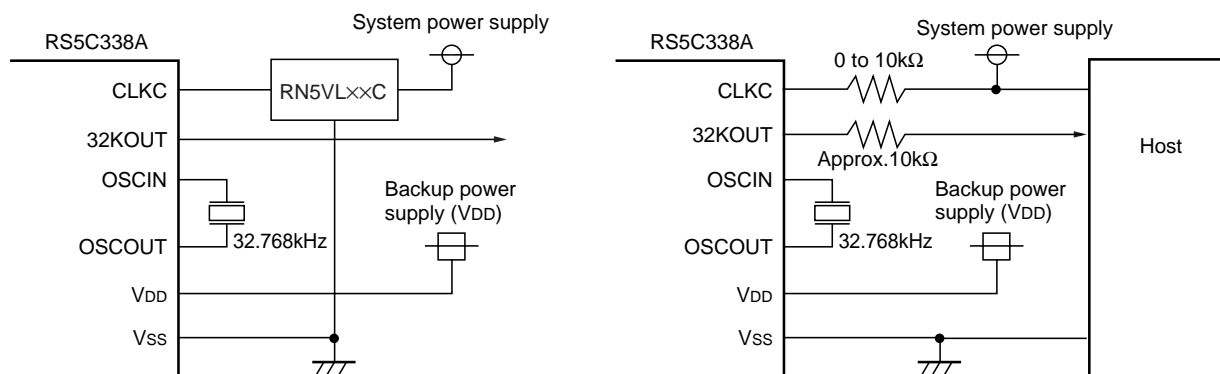 System power supply
RS5C338A
CLKC
RN5VL××C
32KOUT
OSCIN
Backup power
supply (VDD)
32.768kHz
OSCOUT
VDD
VSS
System power supply
RS5C338A
0 to 10kΩ
CLKC
32KOUT
Host
Approx.10kΩ
OSCIN
Backup power
supply (VDD)
32.768kHz
OSCOUT
VDD
VSS